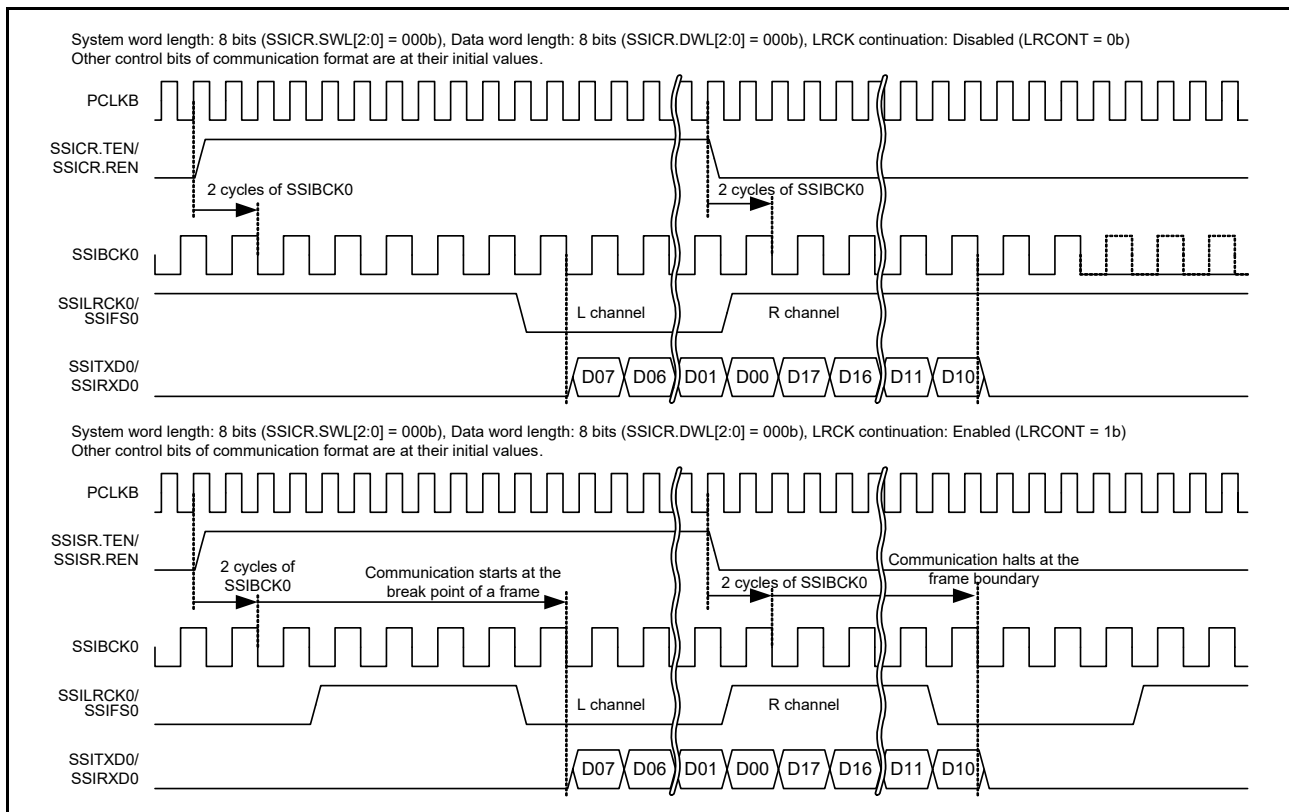 System word length: 8 bits (SSICR.SWL[2:0] = 000b), Data word length: 8 bits (SSICR.DWL[2:0] = 000b), LRCK continuation: Disabled (LRCONT = 0b)
Other control bits of communication format are at their initial values.
PCLKB
SSICR.TEN/
SSICR.REN
2 cycles of SSIBCK0
2 cycles of SSIBCK0
SSIBCK0
SSILRCK0/
SSIFS0
L channel
R channel
SSITXD0/
SSIRXD0
D07 D06 D01 D00 D17 D16 D11 D10
System word length: 8 bits (SSICR.SWL[2:0] = 000b), Data word length: 8 bits (SSICR.DWL[2:0] = 000b), LRCK continuation: Enabled (LRCONT = 1b)
Other control bits of communication format are at their initial values.
PCLKB
SSISR.TEN/
SSISR.REN
2 cycles of
SSIBCK0
Communication starts at the
break point of a frame
2 cycles of SSIBCK0
Communication halts at the
frame boundary
SSIBCK0
SSILRCK0/
SSIFS0
L channel
R channel
SSITXD0/
SSIRXD0
D07 D06 D01 D00 D17 D16 D11 D10